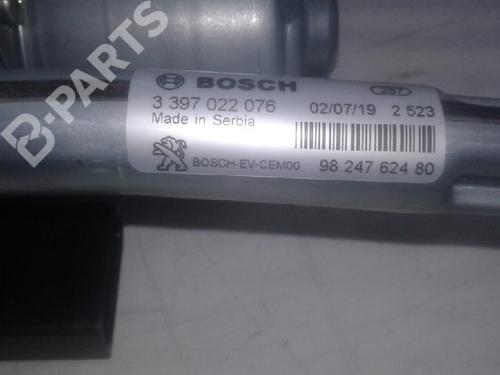 B-PARTS
BOSCH 287
3 397 022 076 02/07/19 2 523
Made in Serbia
BOSCH-EV-CEM00 98 247 624 80